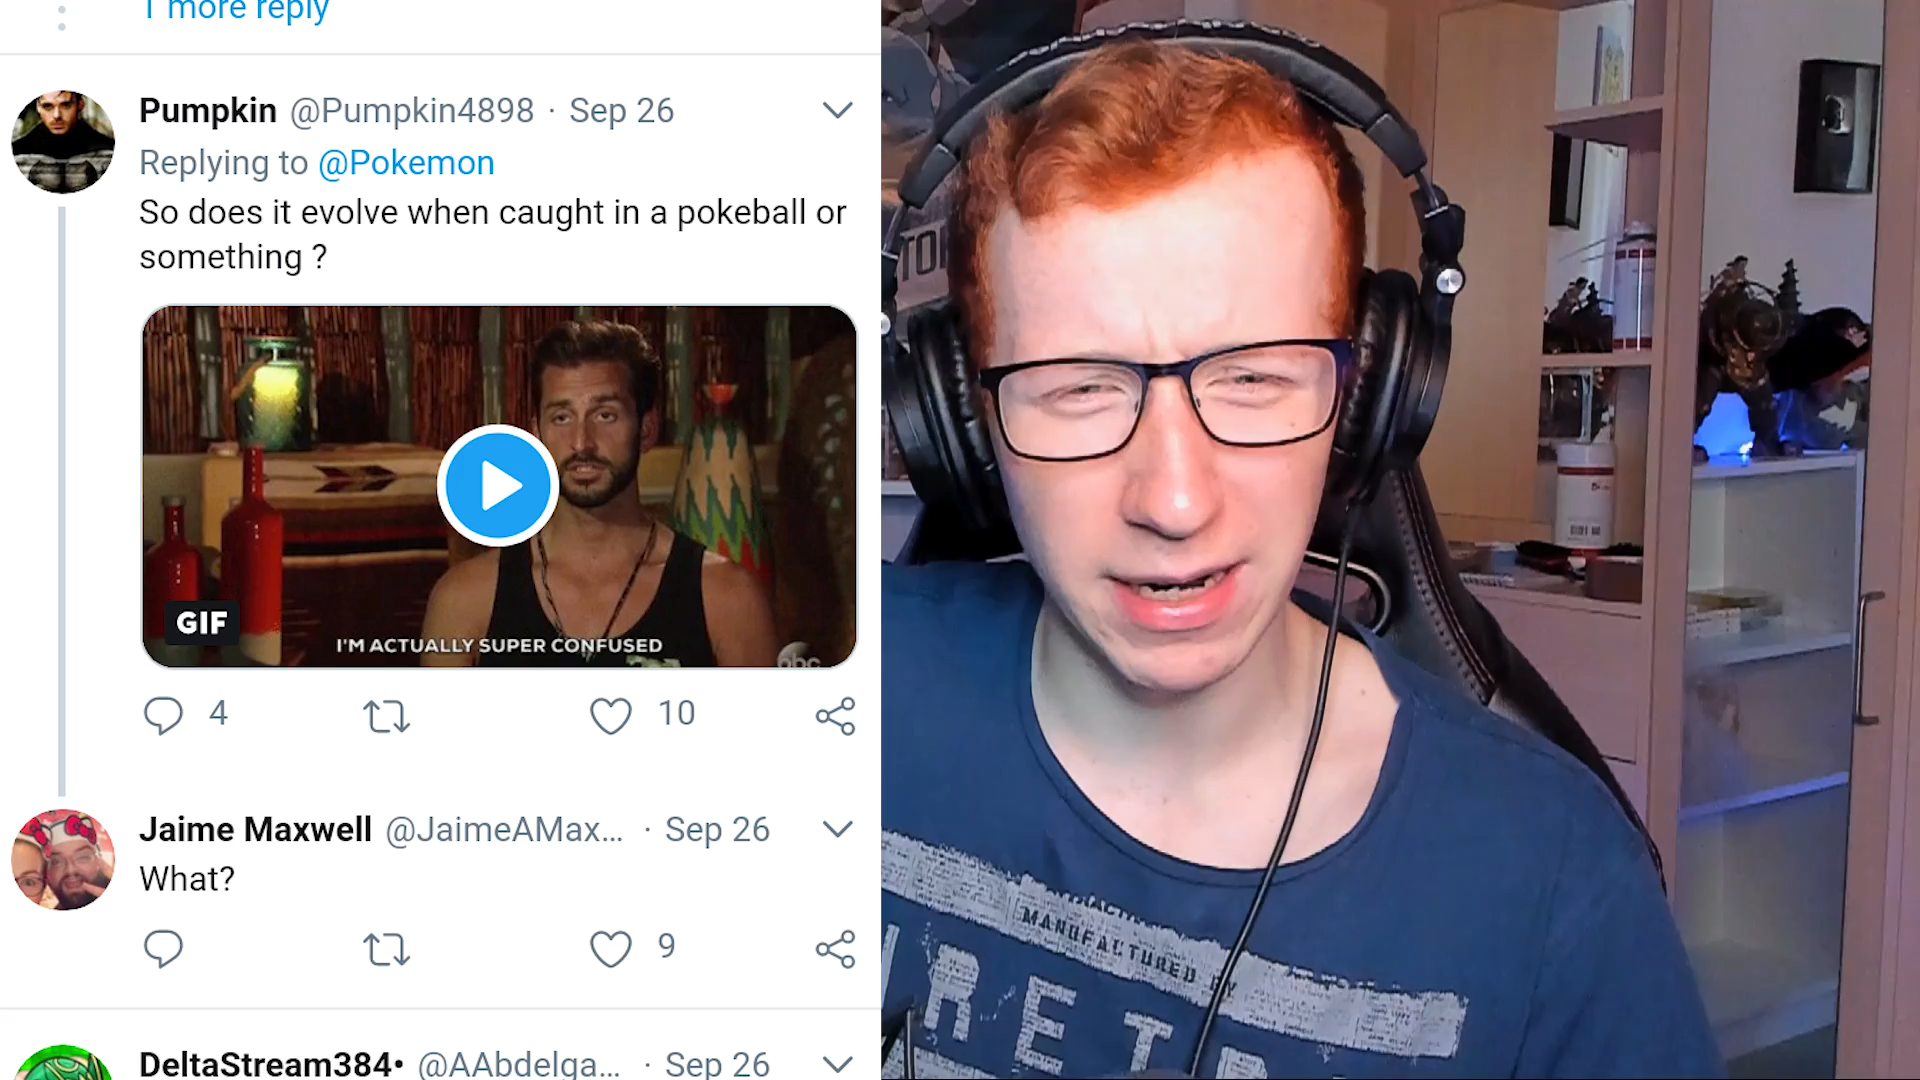 1 more reply
Pumpkin @Pumpkin4898 · Sep 26
Replying to @Pokemon
So does it evolve when caught in a pokeball or
something ?
GIF
I'M ACTUALLY SUPER CONFUSED
abc
4
10
Jaime Maxwell @JaimeAMax... · Sep 26
What?
9
DeltaStream384• @AAbdelga... · Sep 26
MANUFACTURED BY
RET